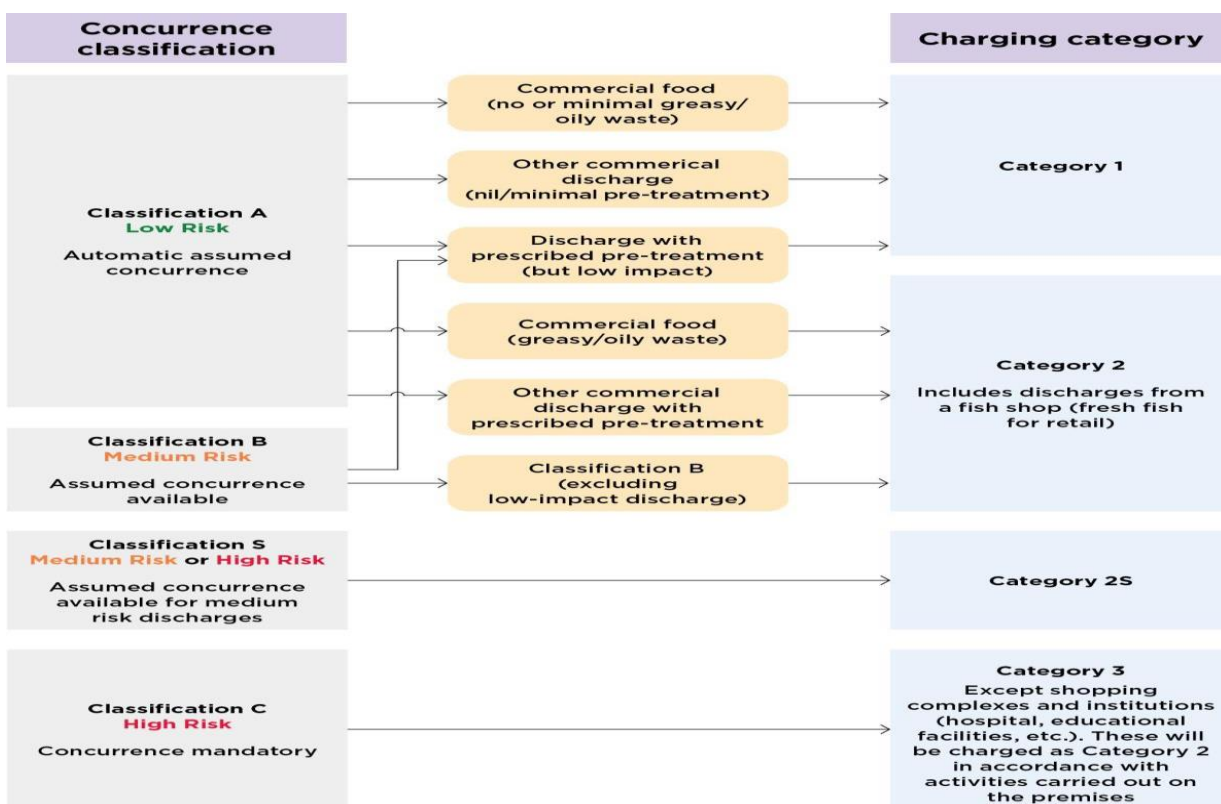 Concurrence
classification
Charging category
Classification A
Low Risk
Automatic assumed
concurrence
Classification B
Medium Risk
Assumed concurrence
available
Classification S
Medium Risk or High Risk
Assumed concurrence
available for medium
risk discharges
Classification C
High Risk
Concurrence mandatory
Commercial food
(no or minimal greasy/
oily waste)
Other commerical
discharge
(nil/minimal pre-treatment)
Discharge with
prescribed pre-treatment
(but low impact)
Commercial food
(greasy/oily waste)
Other commercial
discharge with
prescribed pre-treatment
Classification B
(excluding
low-impact discharge)
Category 1
Category 2
Includes discharges from
a fish shop (fresh fish
for retail)
Category 2S
Category 3
Except shopping
complexes and institutions
(hospital, educational
facilities, etc.). These will
be charged as Category 2
in accordance with
activities carried out on
the premises